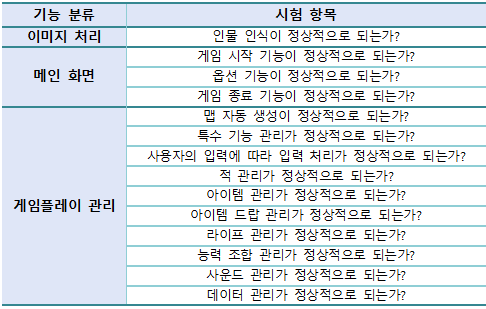 기능 분류 시험 항목
이미지 처리 인물 인식이 정상적으로 되는가?
메인 화면
게임 시작 기능이 정상적으로 되는가?
옵션 기능이 정상적으로 되는가?
게임 종료 기능이 정상적으로 되는가?
게임플레이 관리
맵 자동 생성이 정상적으로 되는가?
특수 기능 관리가 정상적으로 되는가?
사용자의 입력에 따라 입력 처리가 정상적으로 되는가?
적 관리가 정상적으로 되는가?
아이템 관리가 정상적으로 되는가?
아이템 드랍 관리가 정상적으로 되는가?
라이프 관리가 정상적으로 되는가?
능력 조합 관리가 정상적으로 되는가?
사운드 관리가 정상적으로 되는가?
데이터 관리가 정상적으로 되는가?